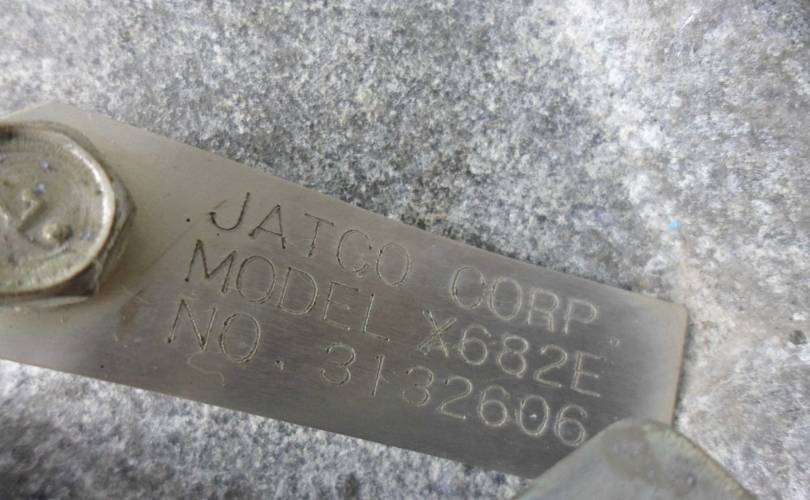 JATCO CORP.
MODEL X682E
NO. 3132606